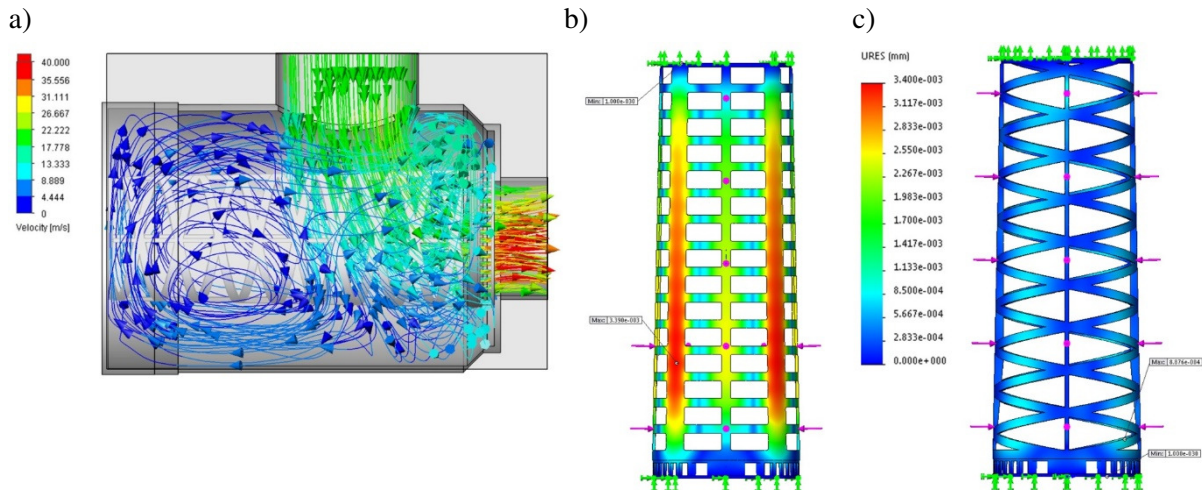 a)
b)
c)
40.000
35.556
31.111
26.667
22.222
17.778
13.333
8.889
4.444
0
Velocity [m/s]
URES (mm)
3.400e-003
3.117e-003
2.833e-003
2.550e-003
2.267e-003
1.983e-003
1.700e-003
1.417e-003
1.133e-003
8.500e-004
5.667e-004
2.833e-004
0.000e+000